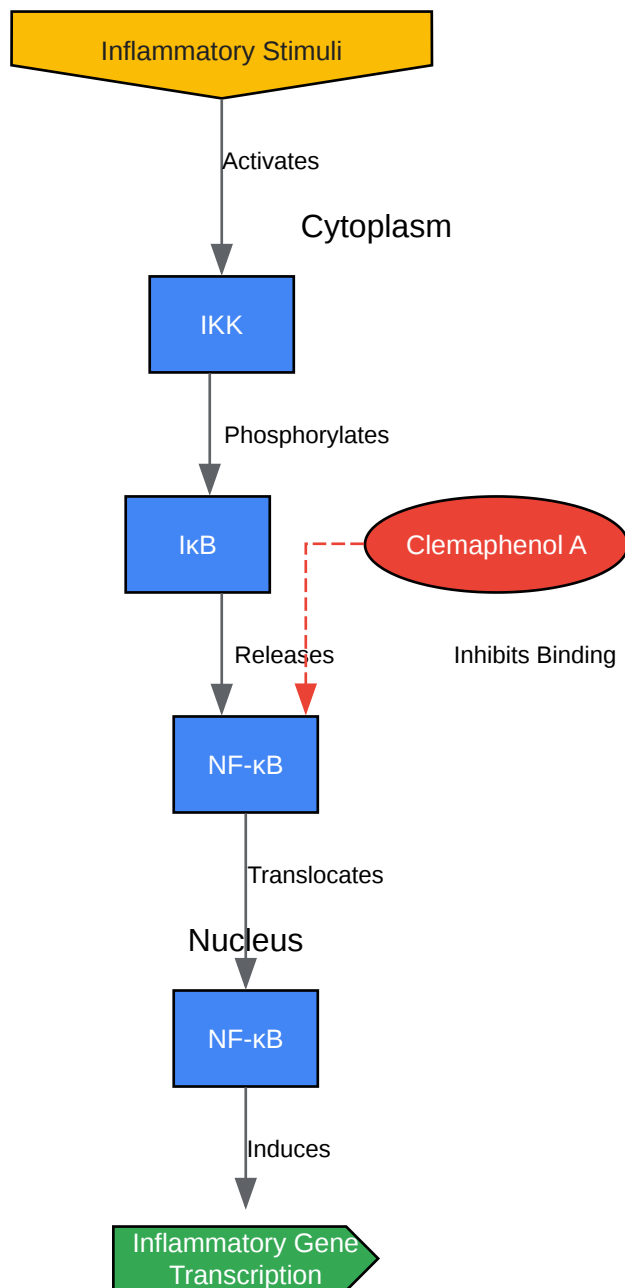 Inflammatory Stimuli
Activates
Cytoplasm
IKK
Phosphorylates
IκB
Clemaphenol A
Releases
Inhibits Binding
NF-κB
Translocates
Nucleus
NF-κB
Induces
Inflammatory Gene
Transcription